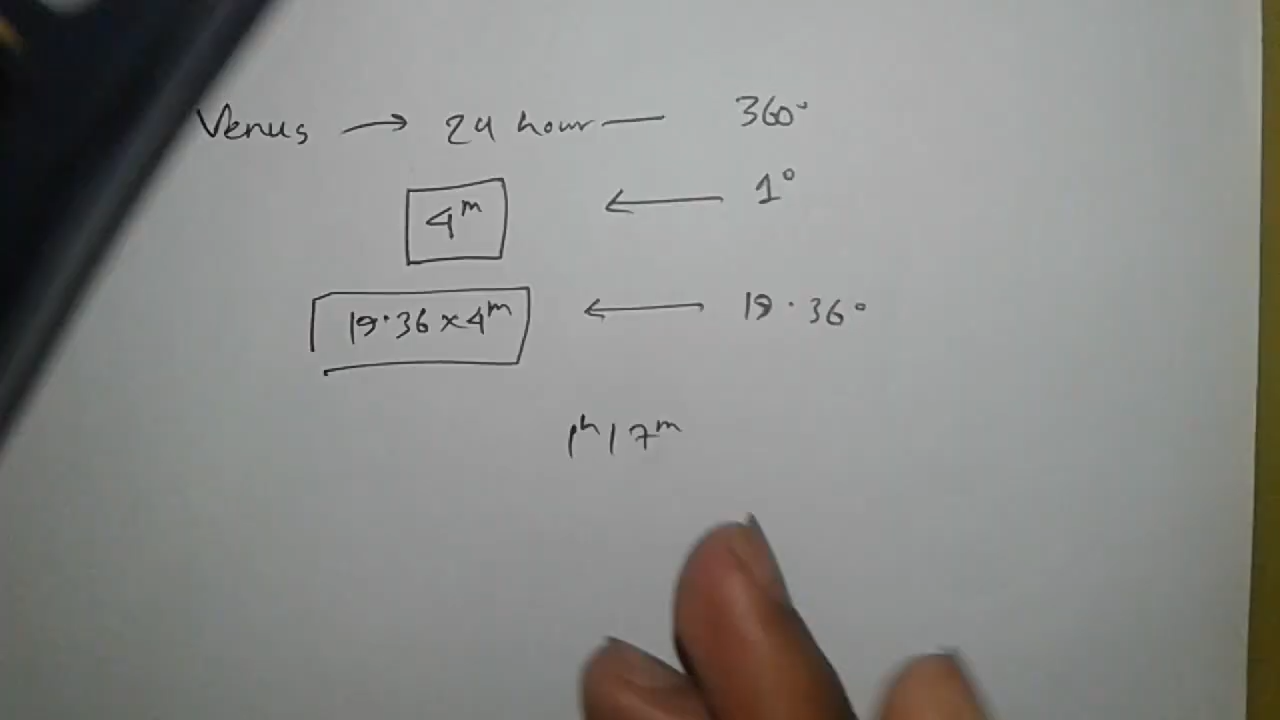 Venus → 24 hour — 360°
4ᵐ ← 1°
19.36 × 4ᵐ ← 19.36°
1ʰ17ᵐ